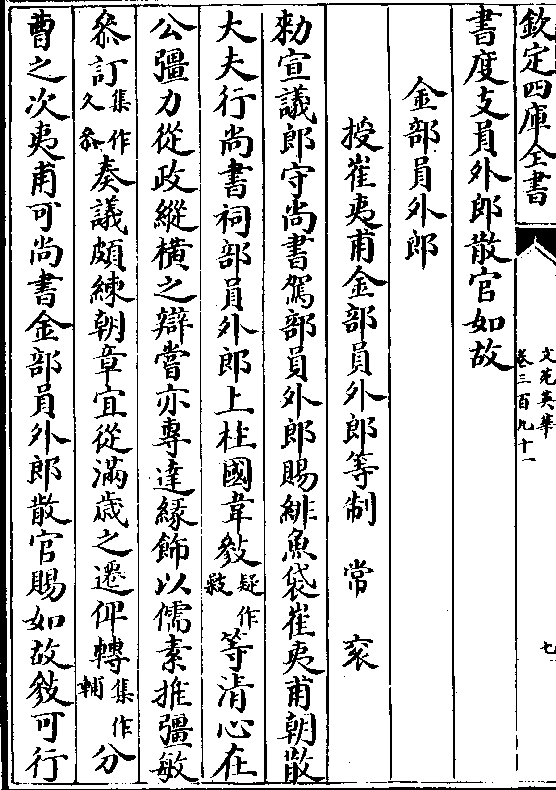 欽定四庫全書
文苑英華
卷三百九十一
七
書度支員外郎散官如故
金部員外郎
授崔夷甫金部員外郎等制 常袞
勅宣議郎守尚書駕部員外郎賜緋魚袋崔夷甫朝散
大夫行尚書祠部員外郎上柱國韋㲄疑作㲄等清心在
公彊力從政縱橫之辯嘗亦專達緣飾以儒素推彊敏
叅訂集作久叅奏議頗練朝章宜從滿歲之遷俾轉集作輔分
曹之次夷甫可尚書金部員外郎散官賜如故㲄可行